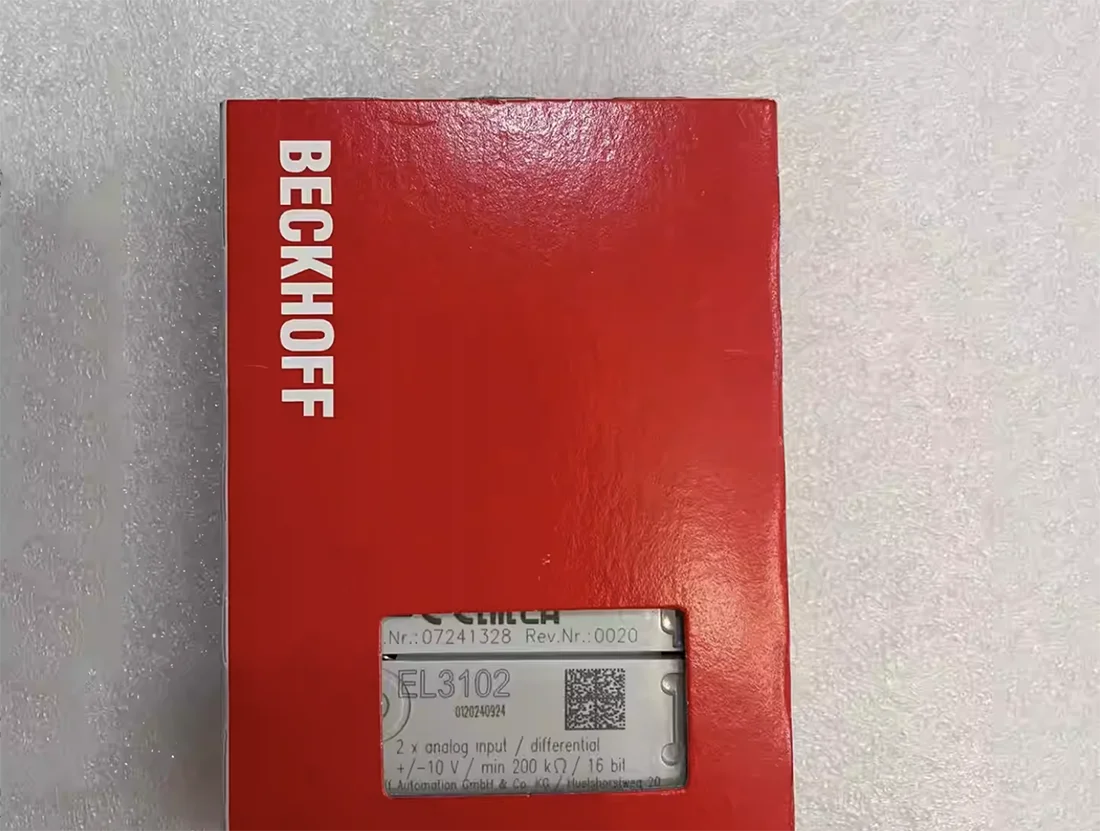 BECKHOFF
.Nr.:07241328 Rev.Nr.:0020
EL3102
0120240924
2 x analog input / differential
+/-10 V / min 200 kΩ / 16 bit
Automation GmbH & Co. KG / Huelshorstweg 20